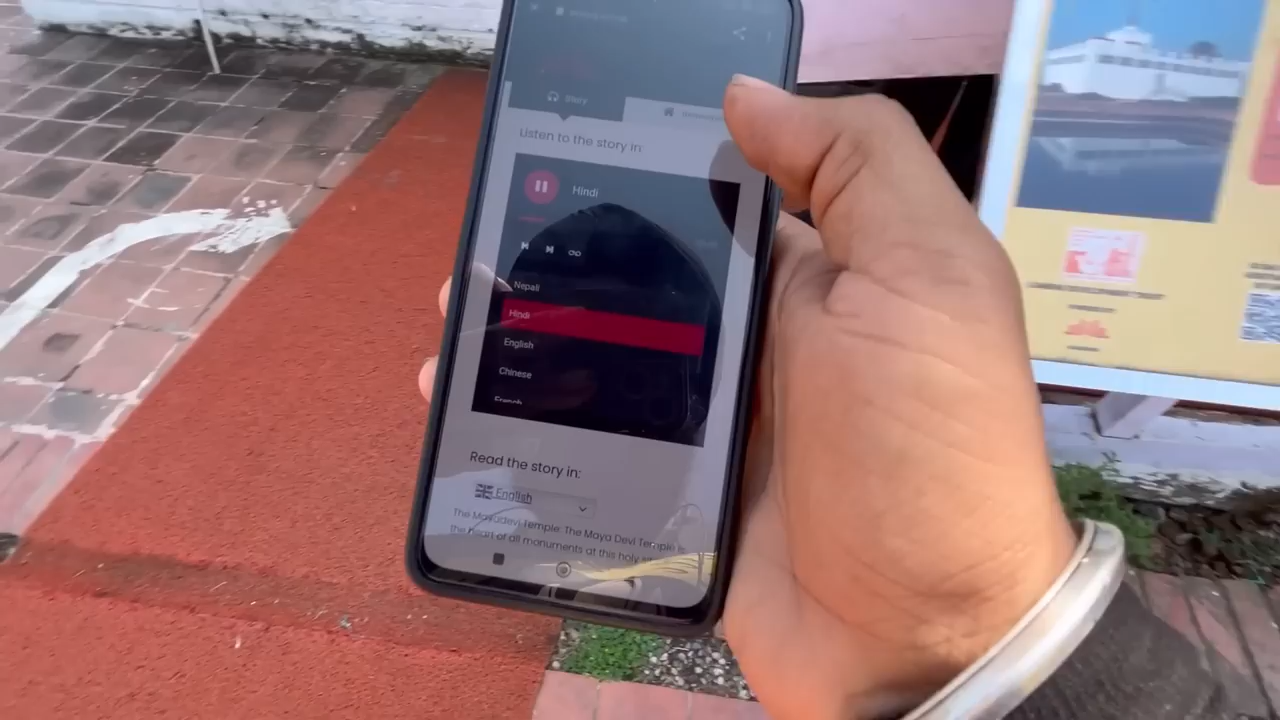 Story
Listen to the story in:
Hindi
Nepali
Hindi
English
Chinese
French
Read the story in:
English
The Mayadevi Temple: The Maya Devi Temple is
the heart of all monuments at this holy